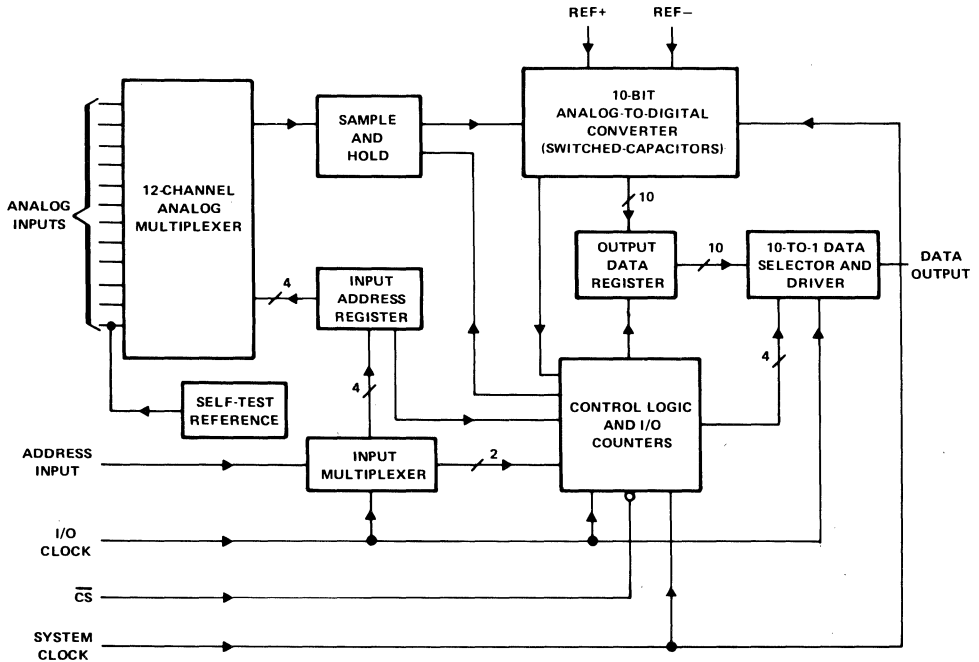 REF+
REF−
12-CHANNEL
ANALOG
MULTIPLEXER
SAMPLE
AND
HOLD
10-BIT
ANALOG-TO-DIGITAL
CONVERTER
(SWITCHED-CAPACITORS)
ANALOG
INPUTS
10
OUTPUT
DATA
REGISTER
10
10-TO-1 DATA
SELECTOR AND
DRIVER
DATA
OUTPUT
4
INPUT
ADDRESS
REGISTER
4
4
SELF-TEST
REFERENCE
CONTROL LOGIC
AND I/O
COUNTERS
ADDRESS
INPUT
INPUT
MULTIPLEXER
2
I/O
CLOCK
C̅S̅
SYSTEM
CLOCK